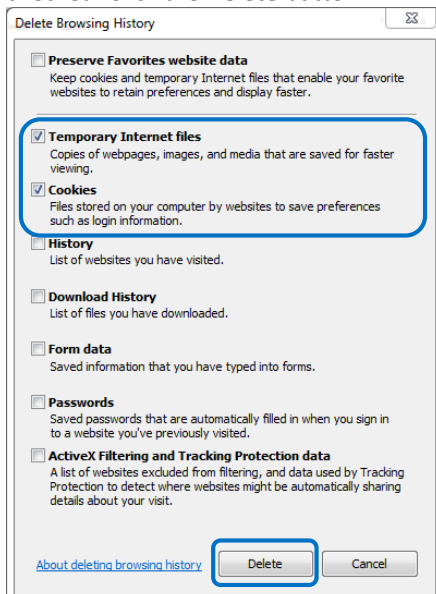 Delete Browsing History
Preserve Favorites website data
Keep cookies and temporary Internet files that enable your favorite
websites to retain preferences and display faster.
Temporary Internet files
Copies of webpages, images, and media that are saved for faster
viewing.
Cookies
Files stored on your computer by websites to save preferences
such as login information.
History
List of websites you have visited.
Download History
List of files you have downloaded.
Form data
Saved information that you have typed into forms.
Passwords
Saved passwords that are automatically filled in when you sign in
to a website you've previously visited.
ActiveX Filtering and Tracking Protection data
A list of websites excluded from filtering, and data used by Tracking
Protection to detect where websites might be automatically sharing
details about your visit.
About deleting browsing history Delete Cancel